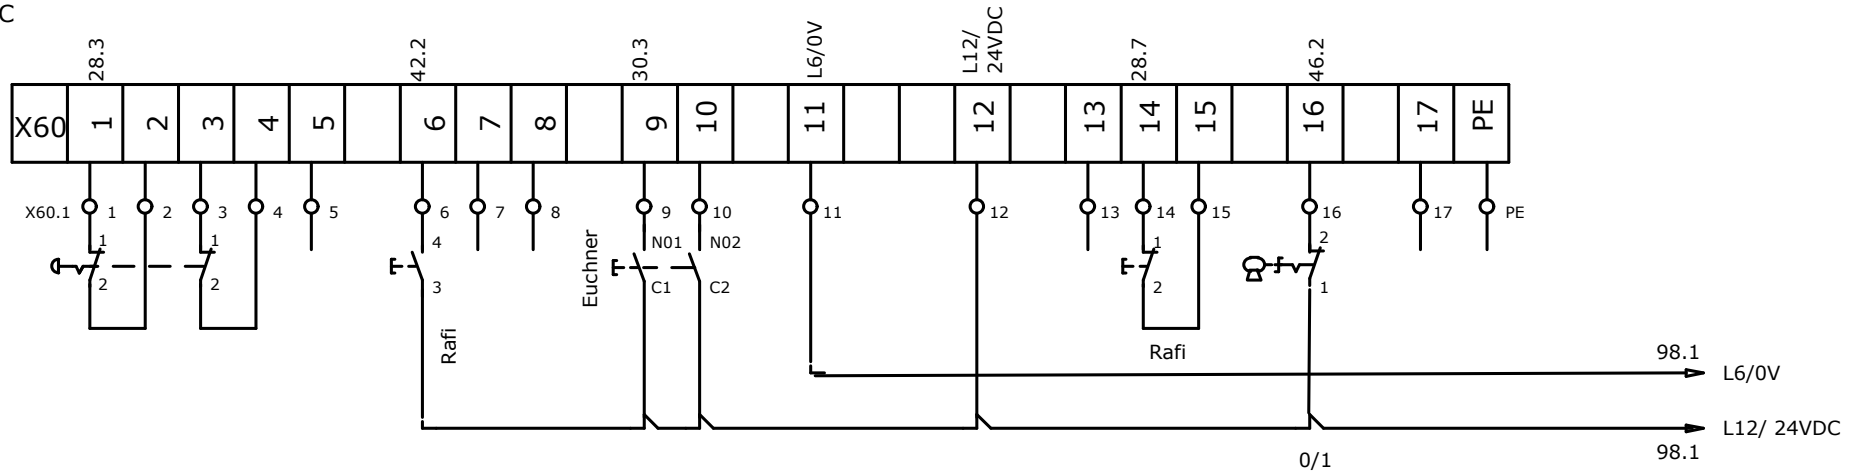 C
28.3
42.2
30.3
L6/0V
L12/
24VDC
28.7
46.2
X60 1 2 3 4 5 6 7 8 9 10 11 12 13 14 15 16 17 PE
X60.1 1 2 3 4 5 6 7 8 9 10 11 12 13 14 15 16 17 PE
1 1 4 N01 N02 1 2
2 2 3 C1 C2 2 1
Euchner
Rafi
Rafi
98.1
L6/0V
L12/ 24VDC
98.1
0/1